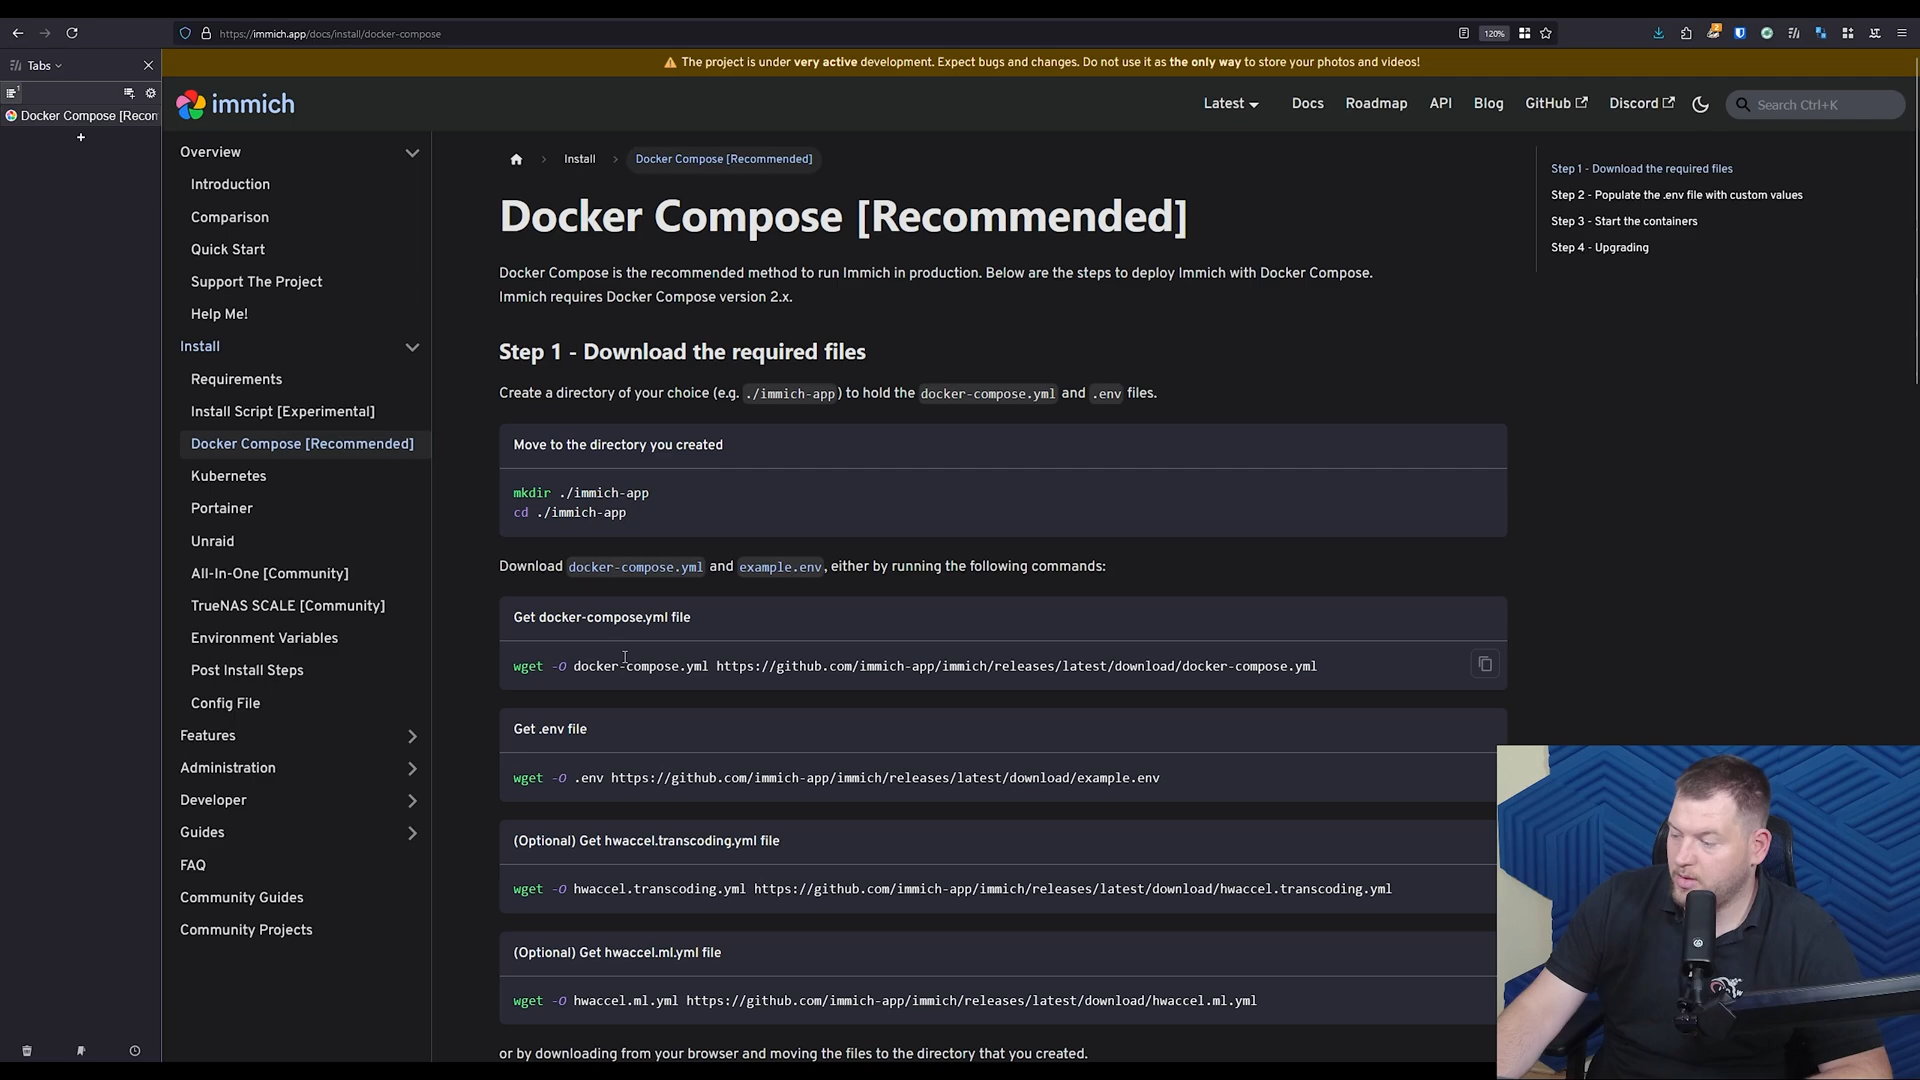 https://immich.app/docs/install/docker-compose
120%
Tabs
The project is under very active development. Expect bugs and changes. Do not use it as the only way to store your photos and videos!
Docker Compose [Recon
immich
Latest
Docs
Roadmap
API
Blog
GitHub
Discord
Search Ctrl+K
Overview
Introduction
Comparison
Quick Start
Support The Project
Help Me!
Install
Requirements
Install Script [Experimental]
Docker Compose [Recommended]
Kubernetes
Portainer
Unraid
All-In-One [Community]
TrueNAS SCALE [Community]
Environment Variables
Post Install Steps
Config File
Features
Administration
Developer
Guides
FAQ
Community Guides
Community Projects
Install
Docker Compose [Recommended]
Docker Compose [Recommended]
Docker Compose is the recommended method to run Immich in production. Below are the steps to deploy Immich with Docker Compose.
Immich requires Docker Compose version 2.x.
Step 1 - Download the required files
Create a directory of your choice (e.g. ./immich-app) to hold the docker-compose.yml and .env files.
Move to the directory you created
mkdir ./immich-app
cd ./immich-app
Download docker-compose.yml and example.env, either by running the following commands:
Get docker-compose.yml file
wget -O docker-compose.yml https://github.com/immich-app/immich/releases/latest/download/docker-compose.yml
Get .env file
wget -O .env https://github.com/immich-app/immich/releases/latest/download/example.env
(Optional) Get hwaccel.transcoding.yml file
wget -O hwaccel.transcoding.yml https://github.com/immich-app/immich/releases/latest/download/hwaccel.transcoding.yml
(Optional) Get hwaccel.ml.yml file
wget -O hwaccel.ml.yml https://github.com/immich-app/immich/releases/latest/download/hwaccel.ml.yml
or by downloading from your browser and moving the files to the directory that you created.
Step 1 - Download the required files
Step 2 - Populate the .env file with custom values
Step 3 - Start the containers
Step 4 - Upgrading